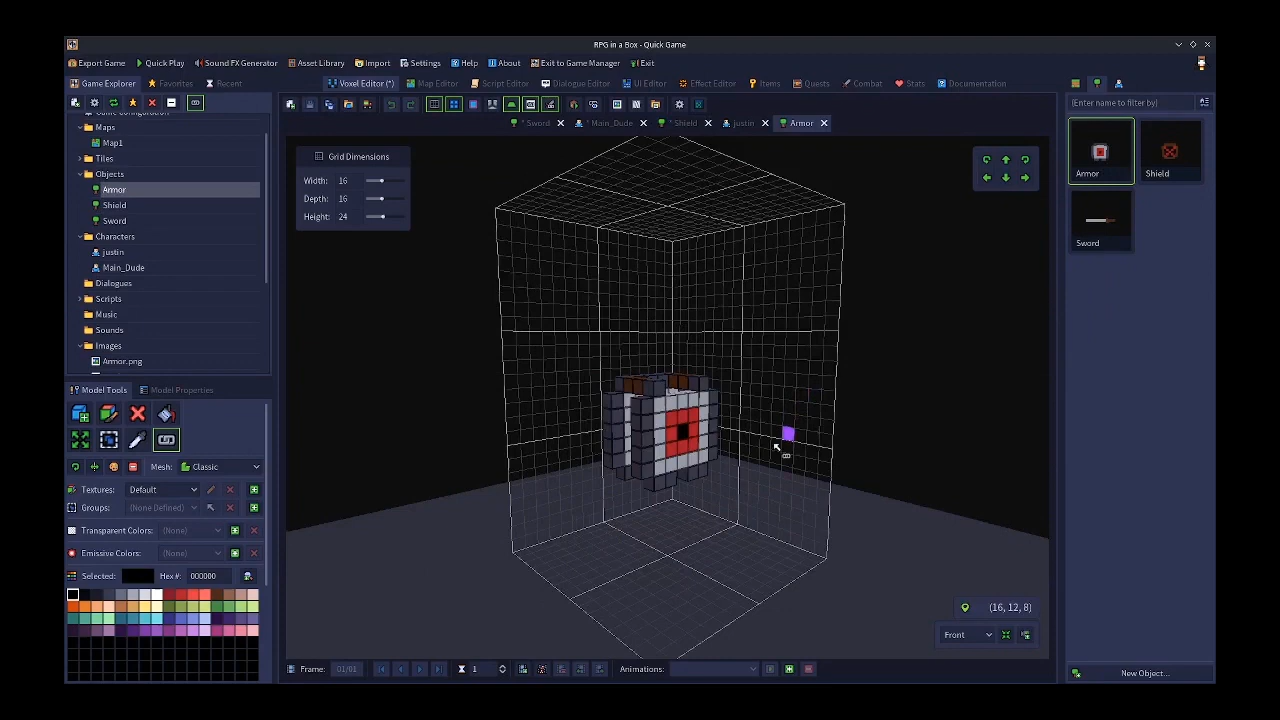 RPG in a Box - Quick Game
Export Game Quick Play Sound FX Generator Asset Library Import Settings Help About Exit to Game Manager Exit
Game Explorer Favorites Recent Voxel Editor (*) Map Editor Script Editor Dialogue Editor UI Editor Effect Editor Items Quests Combat Stats Documentation
(Enter name to filter by)
* Sword * Main_Dude * Shield justin Armor
Maps
Map1
Tiles
Objects
Armor
Shield
Sword
Characters
justin
Main_Dude
Dialogues
Scripts
Music
Sounds
Images
Armor.png
Grid Dimensions
Width: 16
Depth: 16
Height: 24
Armor Shield
Sword
Model Tools Model Properties
Mesh: Classic
Textures: Default
Groups: (None Defined)
Transparent Colors: (None)
Emissive Colors: (None)
Selected: Hex #: 000000
(16, 12, 8)
Front
Frame: 01/01 1 Animations:
New Object...